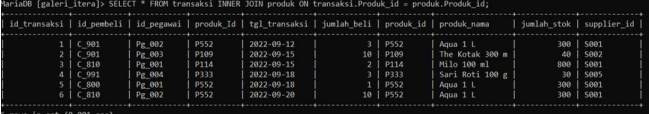 MariaDB [galeri_itera]> SELECT * FROM transaksi INNER JOIN produk ON transaksi.Produk_id = produk.Produk_id;
| id_transaksi | id_pembeli | id_pegawai | produk_Id | tgl_transaksi | jumlah_beli | produk_id | produk_nama | jumlah_stok | supplier_id |
| 1 | C_901 | Pg_002 | P552 | 2022-09-12 | 3 | P552 | Aqua 1 L | 300 | S001 |
| 2 | C_901 | Pg_003 | P109 | 2022-09-15 | 10 | P109 | The Kotak 300 m | 40 | S002 |
| 3 | C_810 | Pg_001 | P114 | 2022-09-15 | 2 | P114 | Milo 100 ml | 800 | S001 |
| 4 | C_991 | Pg_004 | P333 | 2022-09-18 | 3 | P333 | Sari Roti 100 g | 30 | S005 |
| 5 | C_800 | Pg_001 | P552 | 2022-09-18 | 1 | P552 | Aqua 1 L | 300 | S001 |
| 6 | C_810 | Pg_002 | P552 | 2022-09-20 | 10 | P552 | Aqua 1 L | 300 | S001 |